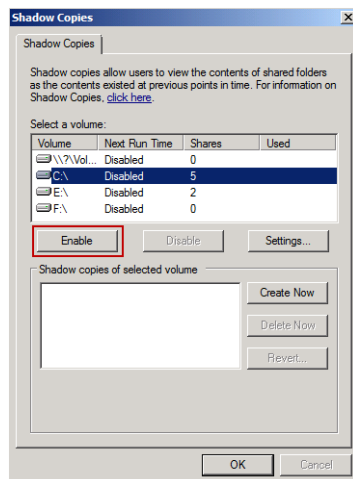 Shadow Copies
Shadow Copies
Shadow copies allow users to view the contents of shared folders
as the contents existed at previous points in time. For information on
Shadow Copies, click here.
Select a volume:
Volume Next Run Time Shares Used
\\?\Vol... Disabled 0
C:\ Disabled 5
E:\ Disabled 2
F:\ Disabled 0
Enable Disable Settings...
Shadow copies of selected volume
Create Now
Delete Now
Revert...
OK Cancel